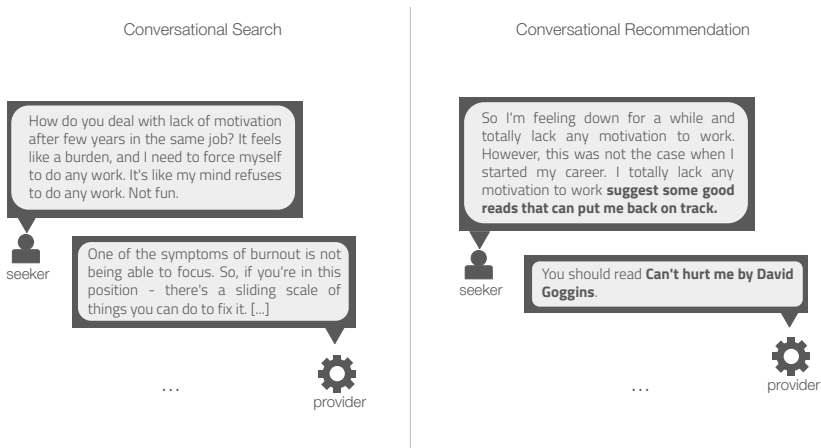 Conversational Search
How do you deal with lack of motivation
after few years in the same job? It feels
like a burden, and I need to force myself
to do any work. It's like my mind refuses
to do any work. Not fun.
seeker
One of the symptoms of burnout is not
being able to focus. So, if you're in this
position - there's a sliding scale of
things you can do to fix it. [...]
provider
...
Conversational Recommendation
So I'm feeling down for a while and
totally lack any motivation to work.
However, this was not the case when I
started my career. I totally lack any
motivation to work suggest some good
reads that can put me back on track.
seeker
You should read Can't hurt me by David
Goggins.
provider
...